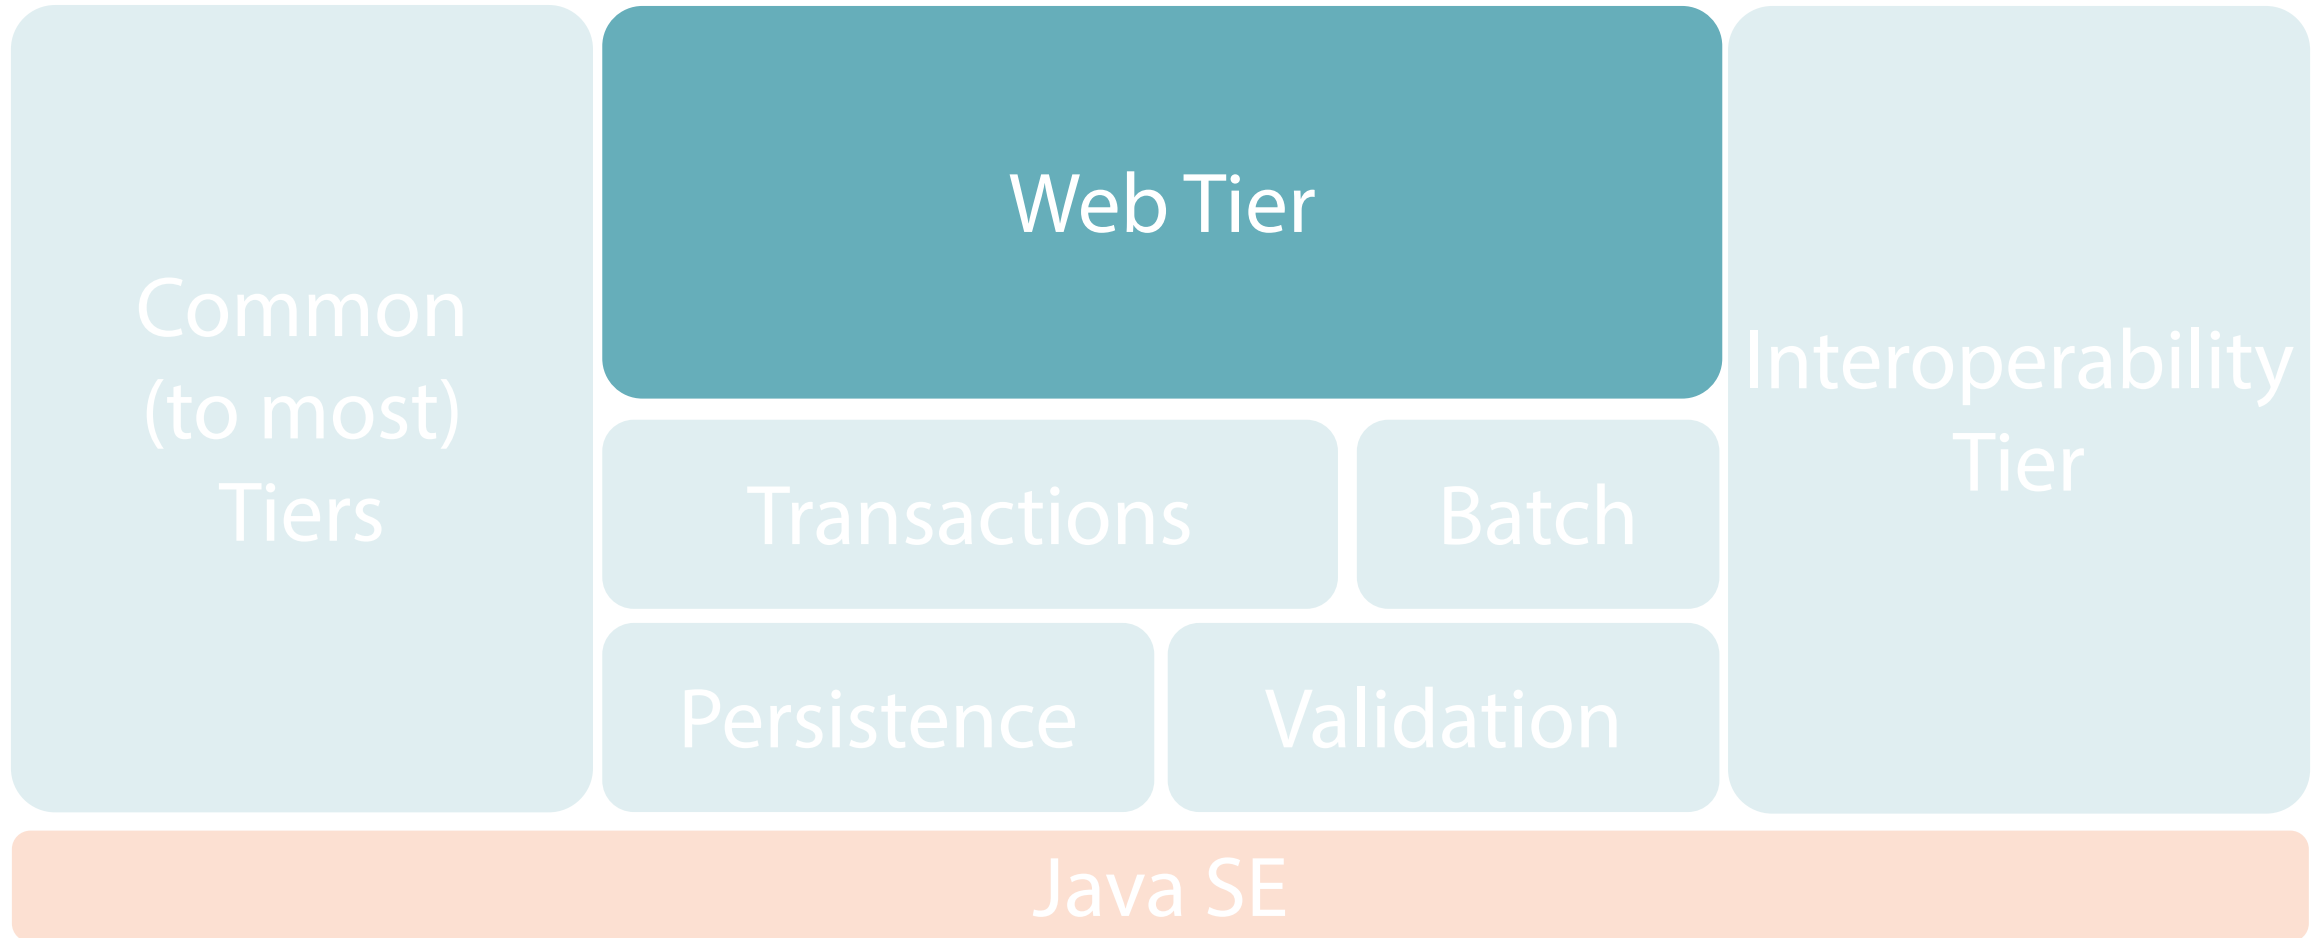 Common
(to most)
Tiers
Web Tier
Transactions
Batch
Persistence
Validation
Interoperability
Tier
Java SE